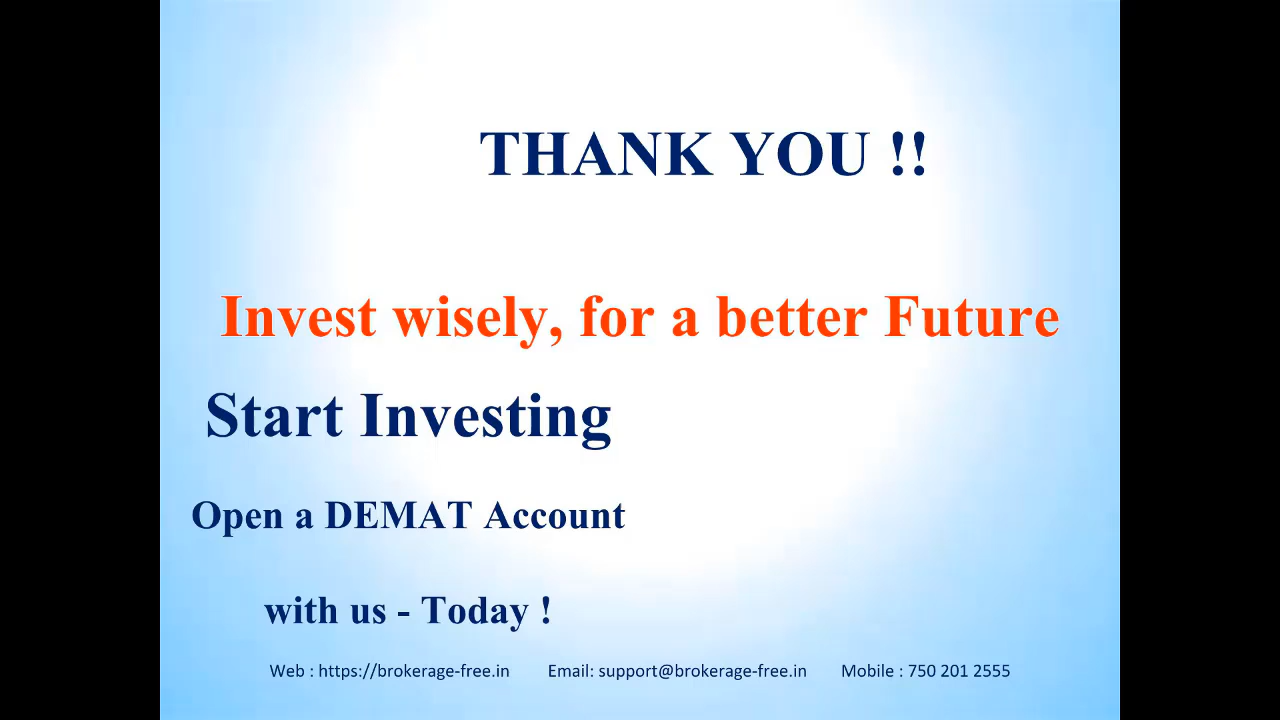 THANK YOU !!
Invest wisely, for a better Future
Start Investing
Open a DEMAT Account
with us - Today !
Web : https://brokerage-free.in Email: support@brokerage-free.in Mobile : 750 201 2555